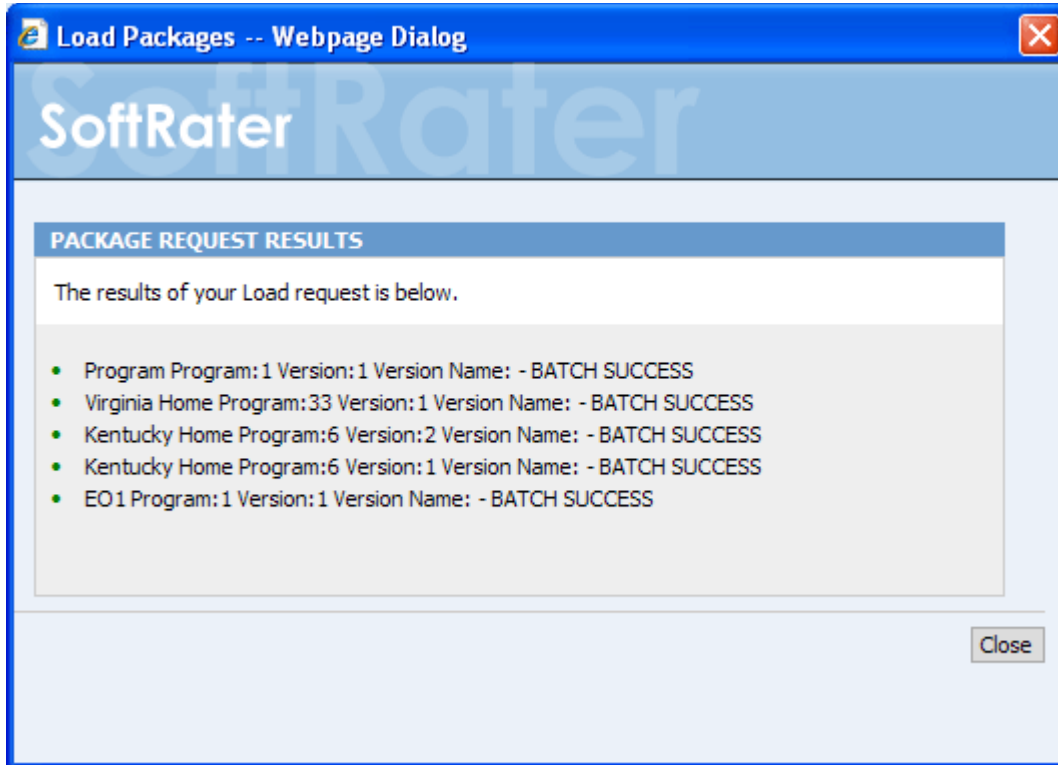 Load Packages -- Webpage Dialog
SoftRater
SoftRater
PACKAGE REQUEST RESULTS
The results of your Load request is below.
• Program Program:1 Version:1 Version Name: - BATCH SUCCESS
• Virginia Home Program:33 Version:1 Version Name: - BATCH SUCCESS
• Kentucky Home Program:6 Version:2 Version Name: - BATCH SUCCESS
• Kentucky Home Program:6 Version:1 Version Name: - BATCH SUCCESS
• EO1 Program:1 Version:1 Version Name: - BATCH SUCCESS
Close